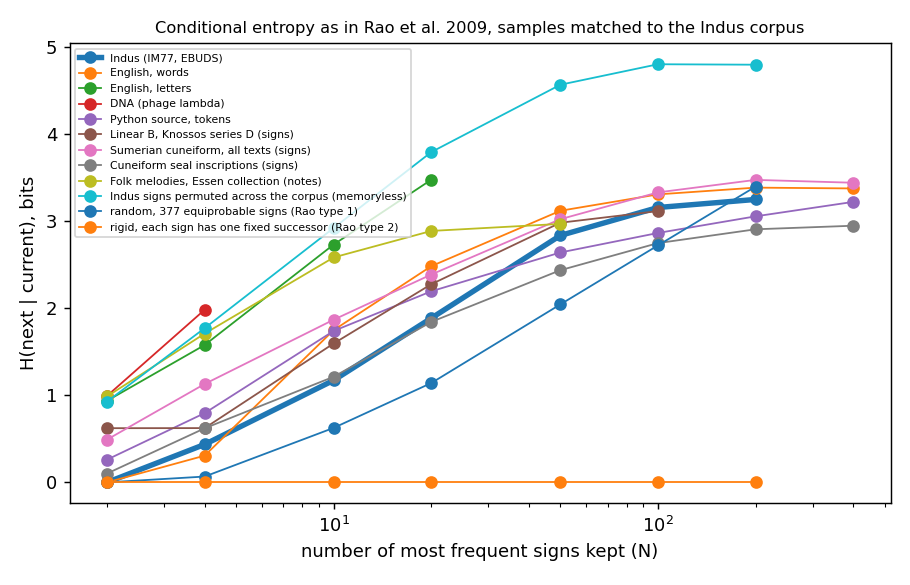 Conditional entropy as in Rao et al. 2009, samples matched to the Indus corpus
H(next | current), bits
5
4
3
2
1
0
Indus (IM77, EBUDS)
English, words
English, letters
DNA (phage lambda)
Python source, tokens
Linear B, Knossos series D (signs)
Sumerian cuneiform, all texts (signs)
Cuneiform seal inscriptions (signs)
Folk melodies, Essen collection (notes)
Indus signs permuted across the corpus (memoryless)
random, 377 equiprobable signs (Rao type 1)
rigid, each sign has one fixed successor (Rao type 2)
10¹ 10²
number of most frequent signs kept (N)